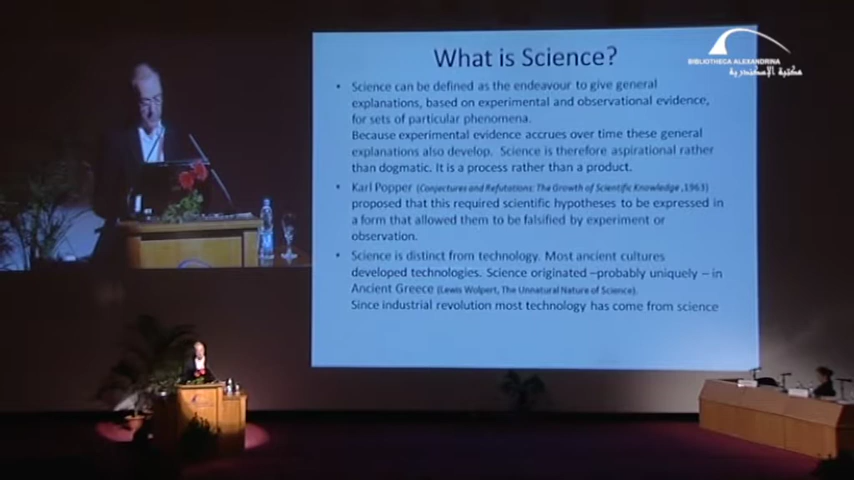 What is Science?
BIBLIOTHECA ALEXANDRINA
مكتبة الإسكندرية
• Science can be defined as the endeavour to give general
explanations, based on experimental and observational evidence,
for sets of particular phenomena.
Because experimental evidence accrues over time these general
explanations also develop. Science is therefore aspirational rather
than dogmatic. It is a process rather than a product.
• Karl Popper (Conjectures and Refutations: The Growth of Scientific Knowledge ,1963)
proposed that this required scientific hypotheses to be expressed in
a form that allowed them to be falsified by experiment or
observation.
• Science is distinct from technology. Most ancient cultures
developed technologies. Science originated –probably uniquely – in
Ancient Greece (Lewis Wolpert, The Unnatural Nature of Science).
Since industrial revolution most technology has come from science